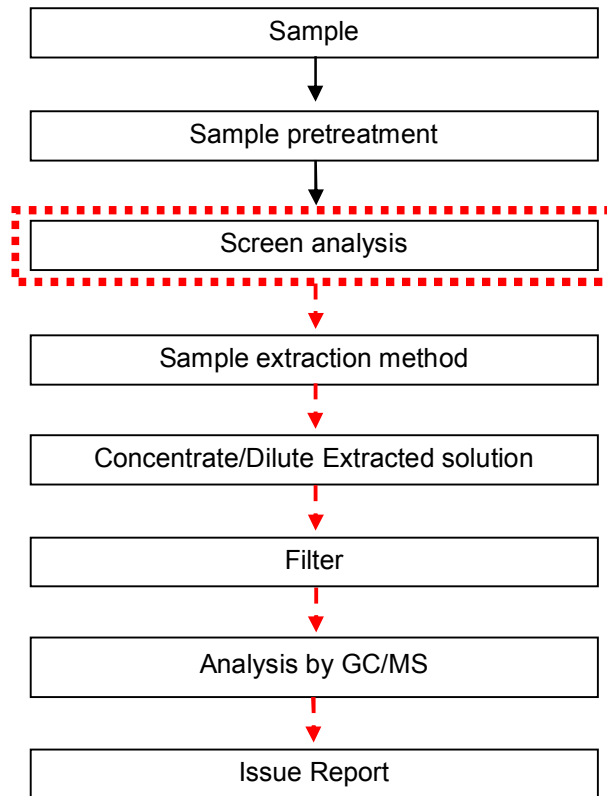 Sample
Sample pretreatment
Screen analysis
Sample extraction method
Concentrate/Dilute Extracted solution
Filter
Analysis by GC/MS
Issue Report